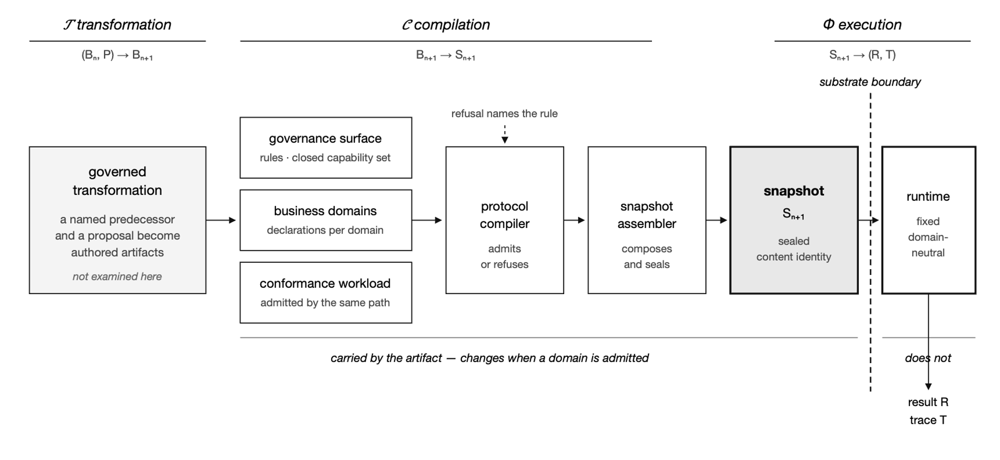 𝒯 transformation
(Bₙ, P) → Bₙ₊₁
𝒞 compilation
Bₙ₊₁ → Sₙ₊₁
Φ execution
Sₙ₊₁ → (R, T)
substrate boundary
refusal names the rule
governed
transformation
a named predecessor
and a proposal become
authored artifacts
not examined here
governance surface
rules · closed capability set
business domains
declarations per domain
conformance workload
admitted by the same path
protocol
compiler
admits
or refuses
snapshot
assembler
composes
and seals
snapshot
Sₙ₊₁
sealed
content identity
runtime
fixed
domain-
neutral
carried by the artifact — changes when a domain is admitted
does not
result R
trace T